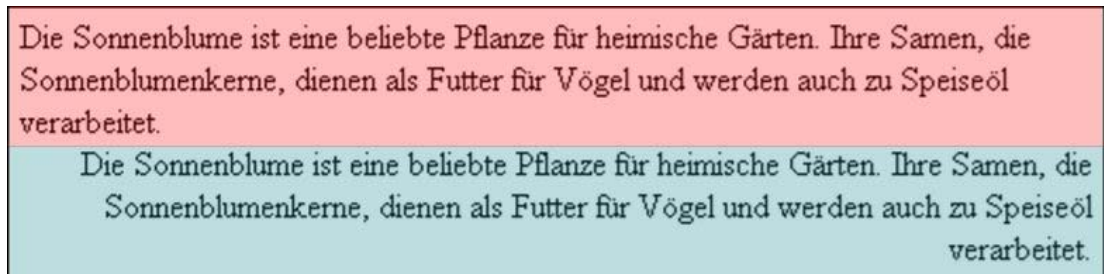 Die Sonnenblume ist eine beliebte Pflanze für heimische Gärten. Ihre Samen, die
Sonnenblumenkerne, dienen als Futter für Vögel und werden auch zu Speiseöl
verarbeitet.
Die Sonnenblume ist eine beliebte Pflanze für heimische Gärten. Ihre Samen, die
Sonnenblumenkerne, dienen als Futter für Vögel und werden auch zu Speiseöl
verarbeitet.